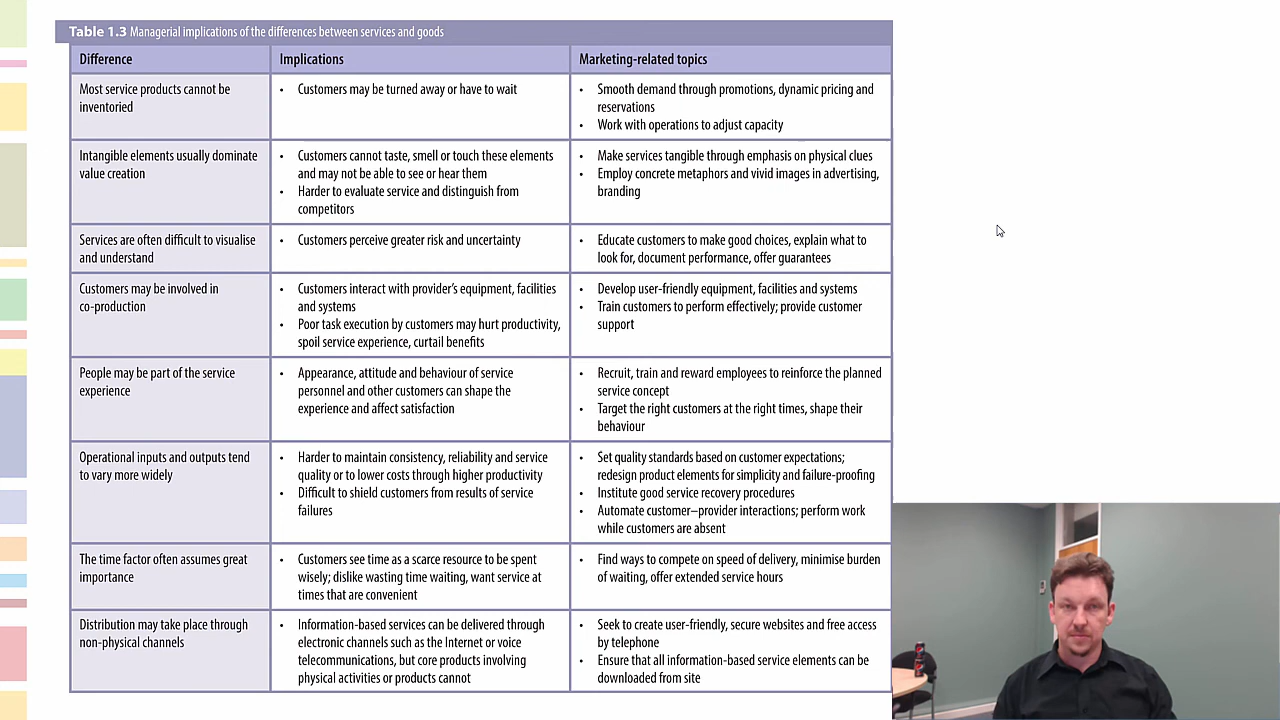 Table 1.3 Managerial implications of the differences between services and goods
Difference
Implications
Marketing-related topics
Most service products cannot be
inventoried
• Customers may be turned away or have to wait
• Smooth demand through promotions, dynamic pricing and
reservations
• Work with operations to adjust capacity
Intangible elements usually dominate
value creation
• Customers cannot taste, smell or touch these elements
and may not be able to see or hear them
• Harder to evaluate service and distinguish from
competitors
• Make services tangible through emphasis on physical clues
• Employ concrete metaphors and vivid images in advertising,
branding
Services are often difficult to visualise
and understand
• Customers perceive greater risk and uncertainty
• Educate customers to make good choices, explain what to
look for, document performance, offer guarantees
Customers may be involved in
co-production
• Customers interact with provider's equipment, facilities
and systems
• Poor task execution by customers may hurt productivity,
spoil service experience, curtail benefits
• Develop user-friendly equipment, facilities and systems
• Train customers to perform effectively; provide customer
support
People may be part of the service
experience
• Appearance, attitude and behaviour of service
personnel and other customers can shape the
experience and affect satisfaction
• Recruit, train and reward employees to reinforce the planned
service concept
• Target the right customers at the right times, shape their
behaviour
Operational inputs and outputs tend
to vary more widely
• Harder to maintain consistency, reliability and service
quality or to lower costs through higher productivity
• Difficult to shield customers from results of service
failures
• Set quality standards based on customer expectations;
redesign product elements for simplicity and failure-proofing
• Institute good service recovery procedures
• Automate customer–provider interactions; perform work
while customers are absent
The time factor often assumes great
importance
• Customers see time as a scarce resource to be spent
wisely; dislike wasting time waiting, want service at
times that are convenient
• Find ways to compete on speed of delivery, minimise burden
of waiting, offer extended service hours
Distribution may take place through
non-physical channels
• Information-based services can be delivered through
electronic channels such as the Internet or voice
telecommunications, but core products involving
physical activities or products cannot
• Seek to create user-friendly, secure websites and free access
by telephone
• Ensure that all information-based service elements can be
downloaded from site